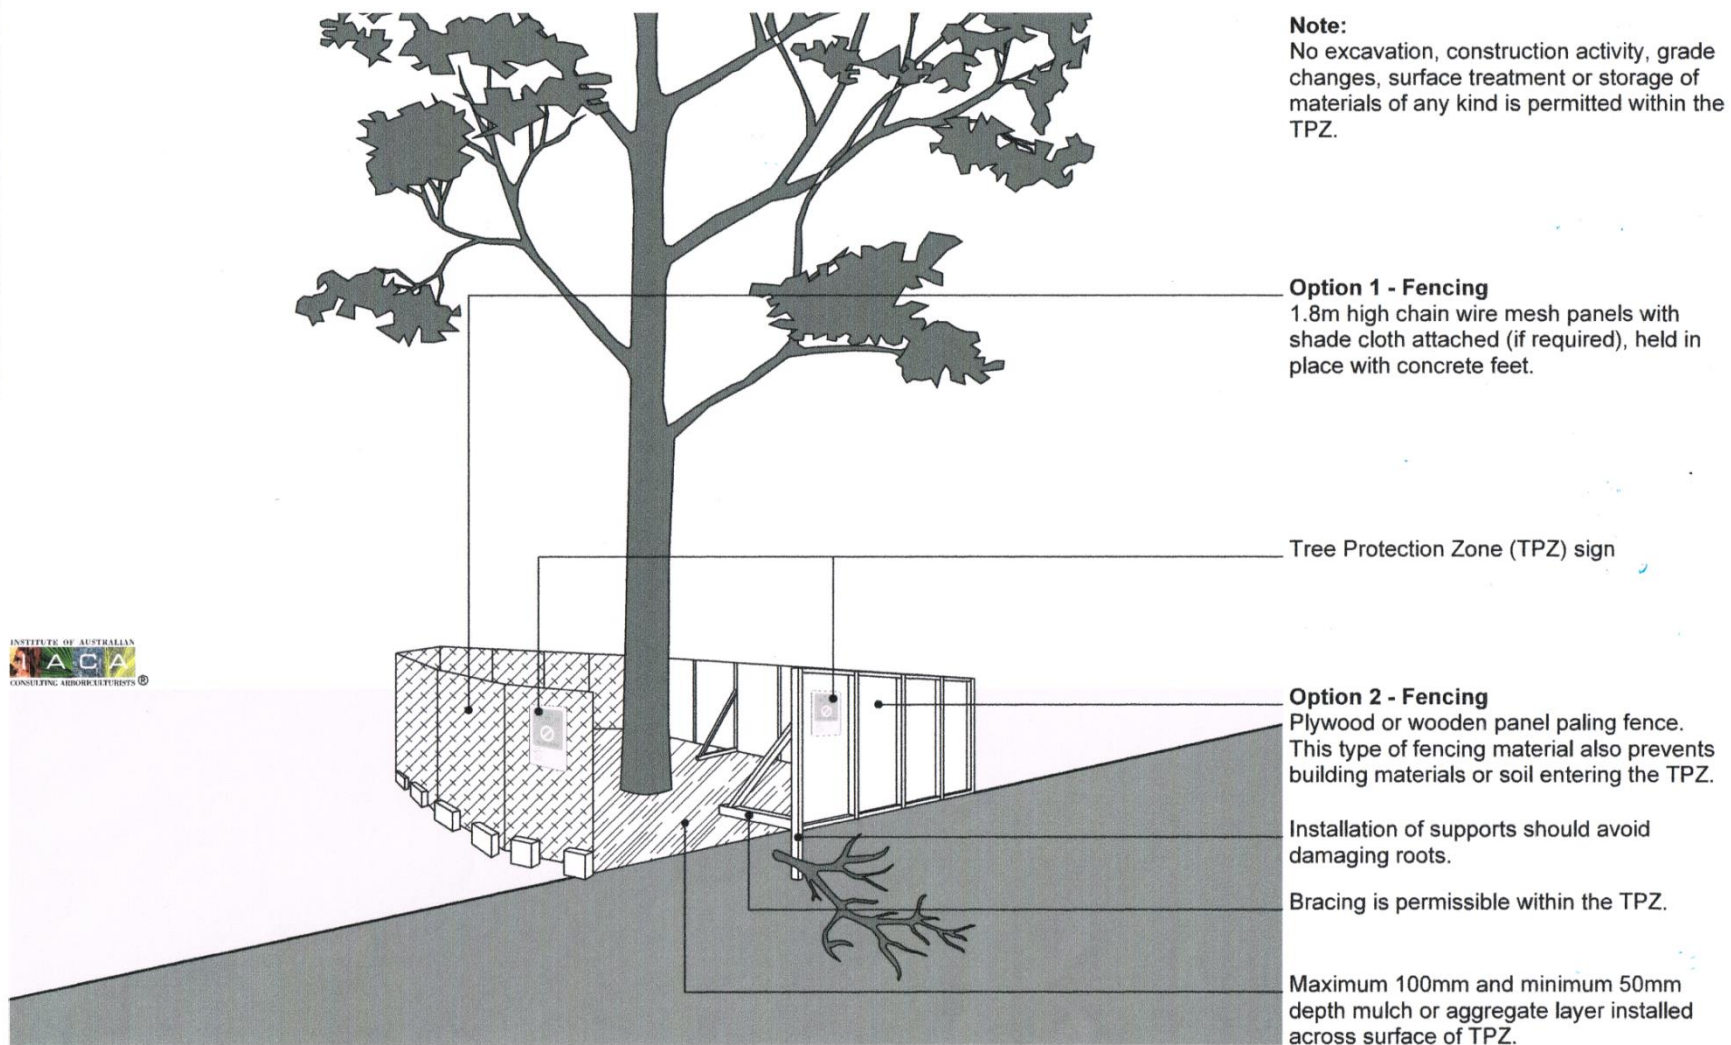 Note:
No excavation, construction activity, grade
changes, surface treatment or storage of
materials of any kind is permitted within the
TPZ.
Option 1 - Fencing
1.8m high chain wire mesh panels with
shade cloth attached (if required), held in
place with concrete feet.
Tree Protection Zone (TPZ) sign
INSTITUTE OF AUSTRALIAN
IACA
CONSULTING ARBORICULTURISTS ®
Option 2 - Fencing
Plywood or wooden panel paling fence.
This type of fencing material also prevents
building materials or soil entering the TPZ.
Installation of supports should avoid
damaging roots.
Bracing is permissible within the TPZ.
Maximum 100mm and minimum 50mm
depth mulch or aggregate layer installed
across surface of TPZ.